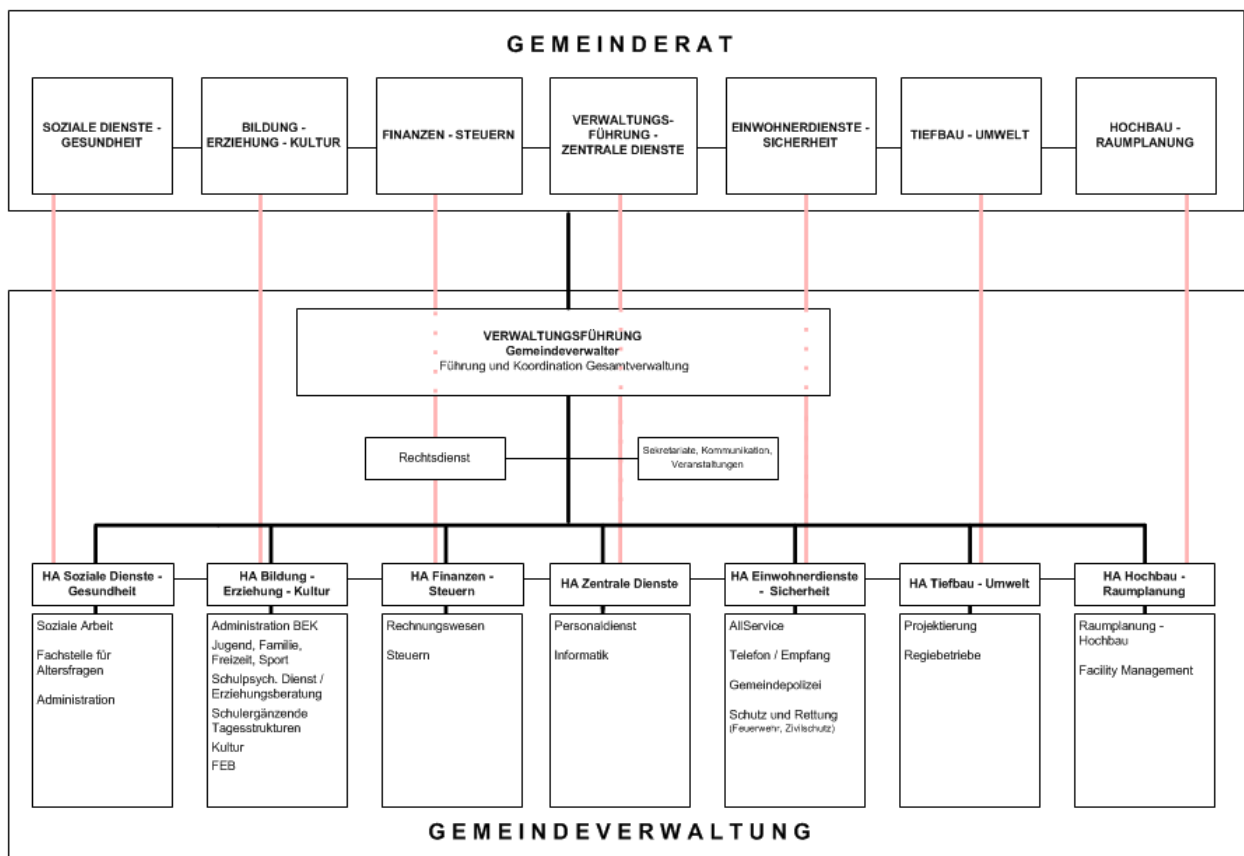 GEMEINDERAT
SOZIALE DIENSTE -
GESUNDHEIT
BILDUNG -
ERZIEHUNG - KULTUR
FINANZEN - STEUERN
VERWALTUNGS-
FÜHRUNG -
ZENTRALE DIENSTE
EINWOHNERDIENSTE -
SICHERHEIT
TIEFBAU - UMWELT
HOCHBAU -
RAUMPLANUNG
VERWALTUNGSFÜHRUNG
Gemeindeverwalter
Führung und Koordination Gesamtverwaltung
Rechtsdienst
Sekretariate, Kommunikation,
Veranstaltungen
HA Soziale Dienste -
Gesundheit
HA Bildung -
Erziehung - Kultur
HA Finanzen -
Steuern
HA Zentrale Dienste
HA Einwohnerdienste
- Sicherheit
HA Tiefbau - Umwelt
HA Hochbau -
Raumplanung
Soziale Arbeit
Fachstelle für
Altersfragen
Administration
Administration BEK
Jugend, Familie,
Freizeit, Sport
Schulpsych. Dienst /
Erziehungsberatung
Schulergänzende
Tagesstrukturen
Kultur
FEB
Rechnungswesen
Steuern
Personaldienst
Informatik
AllService
Telefon / Empfang
Gemeindepolizei
Schutz und Rettung
(Feuerwehr, Zivilschutz)
Projektierung
Regiebetriebe
Raumplanung -
Hochbau
Facility Management
GEMEINDEVERWALTUNG